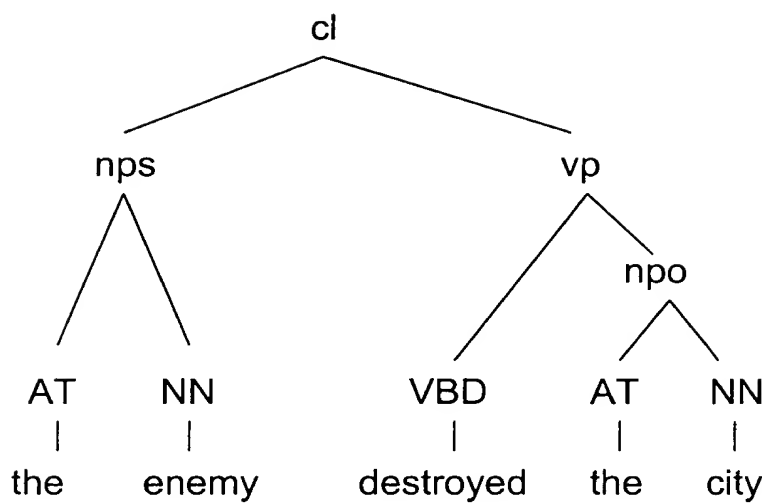 cl
nps vp
npo
AT NN VBD AT NN
the enemy destroyed the city